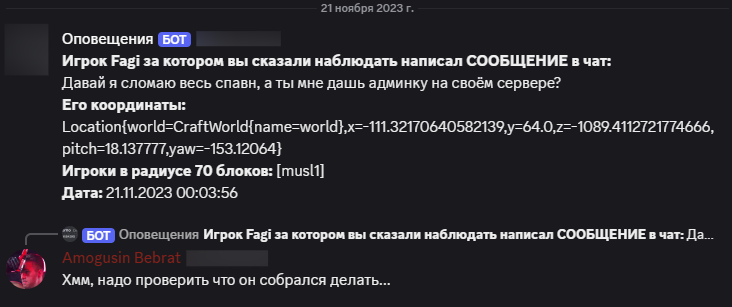 21 ноября 2023 г.
Оповещения БОТ
Игрок Fagi за котором вы сказали наблюдать написал СООБЩЕНИЕ в чат:
Давай я сломаю весь спавн, а ты мне дашь админку на своём сервере?
Его координаты:
Location{world=CraftWorld{name=world},x=-111.32170640582139,y=64.0,z=-1089.4112721774666,
pitch=18.137777,yaw=-153.12064}
Игроки в радиусе 70 блоков: [musl1]
Дата: 21.11.2023 00:03:56
БОТ Оповещения Игрок Fagi за котором вы сказали наблюдать написал СООБЩЕНИЕ в чат: Да...
Amogusin Bebrat
Хмм, надо проверить что он собрался делать...